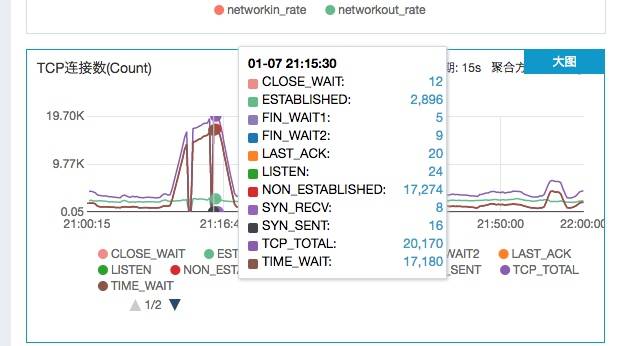 networkin_rate networkout_rate
TCP连接数(Count)
期: 15s 聚合方
大图
01-07 21:15:30
CLOSE_WAIT: 12
ESTABLISHED: 2,896
FIN_WAIT1: 5
FIN_WAIT2: 9
LAST_ACK: 20
LISTEN: 24
NON_ESTABLISHED: 17,274
SYN_RECV: 8
SYN_SENT: 16
TCP_TOTAL: 20,170
TIME_WAIT: 17,180
19.70K
9.77K
0.05
21:00:15 21:16:4 21:50:00 22:00:00
CLOSE_WAIT EST WAIT2 LAST_ACK
LISTEN NON_EST _SENT TCP_TOTAL
TIME_WAIT
1/2